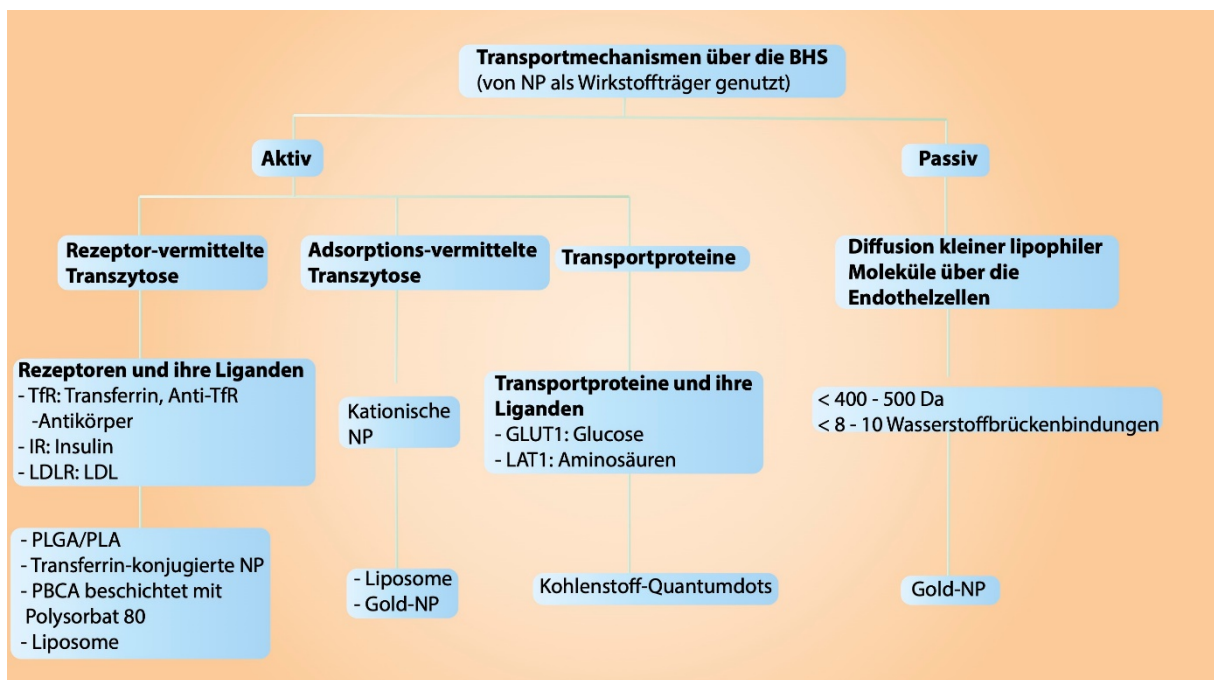 Transportmechanismen über die BHS
(von NP als Wirkstoffträger genutzt)
Aktiv
Passiv
Rezeptor-vermittelte
Transzytose
Adsorptions-vermittelte
Transzytose
Transportproteine
Diffusion kleiner lipophiler
Moleküle über die
Endothelzellen
Rezeptoren und ihre Liganden
- TfR: Transferrin, Anti-TfR
-Antikörper
- IR: Insulin
- LDLR: LDL
Kationische
NP
Transportproteine und ihre
Liganden
- GLUT1: Glucose
- LAT1: Aminosäuren
< 400 - 500 Da
< 8 - 10 Wasserstoffbrückenbindungen
- PLGA/PLA
- Transferrin-konjugierte NP
- PBCA beschichtet mit
Polysorbat 80
- Liposome
- Liposome
- Gold-NP
Kohlenstoff-Quantumdots
Gold-NP